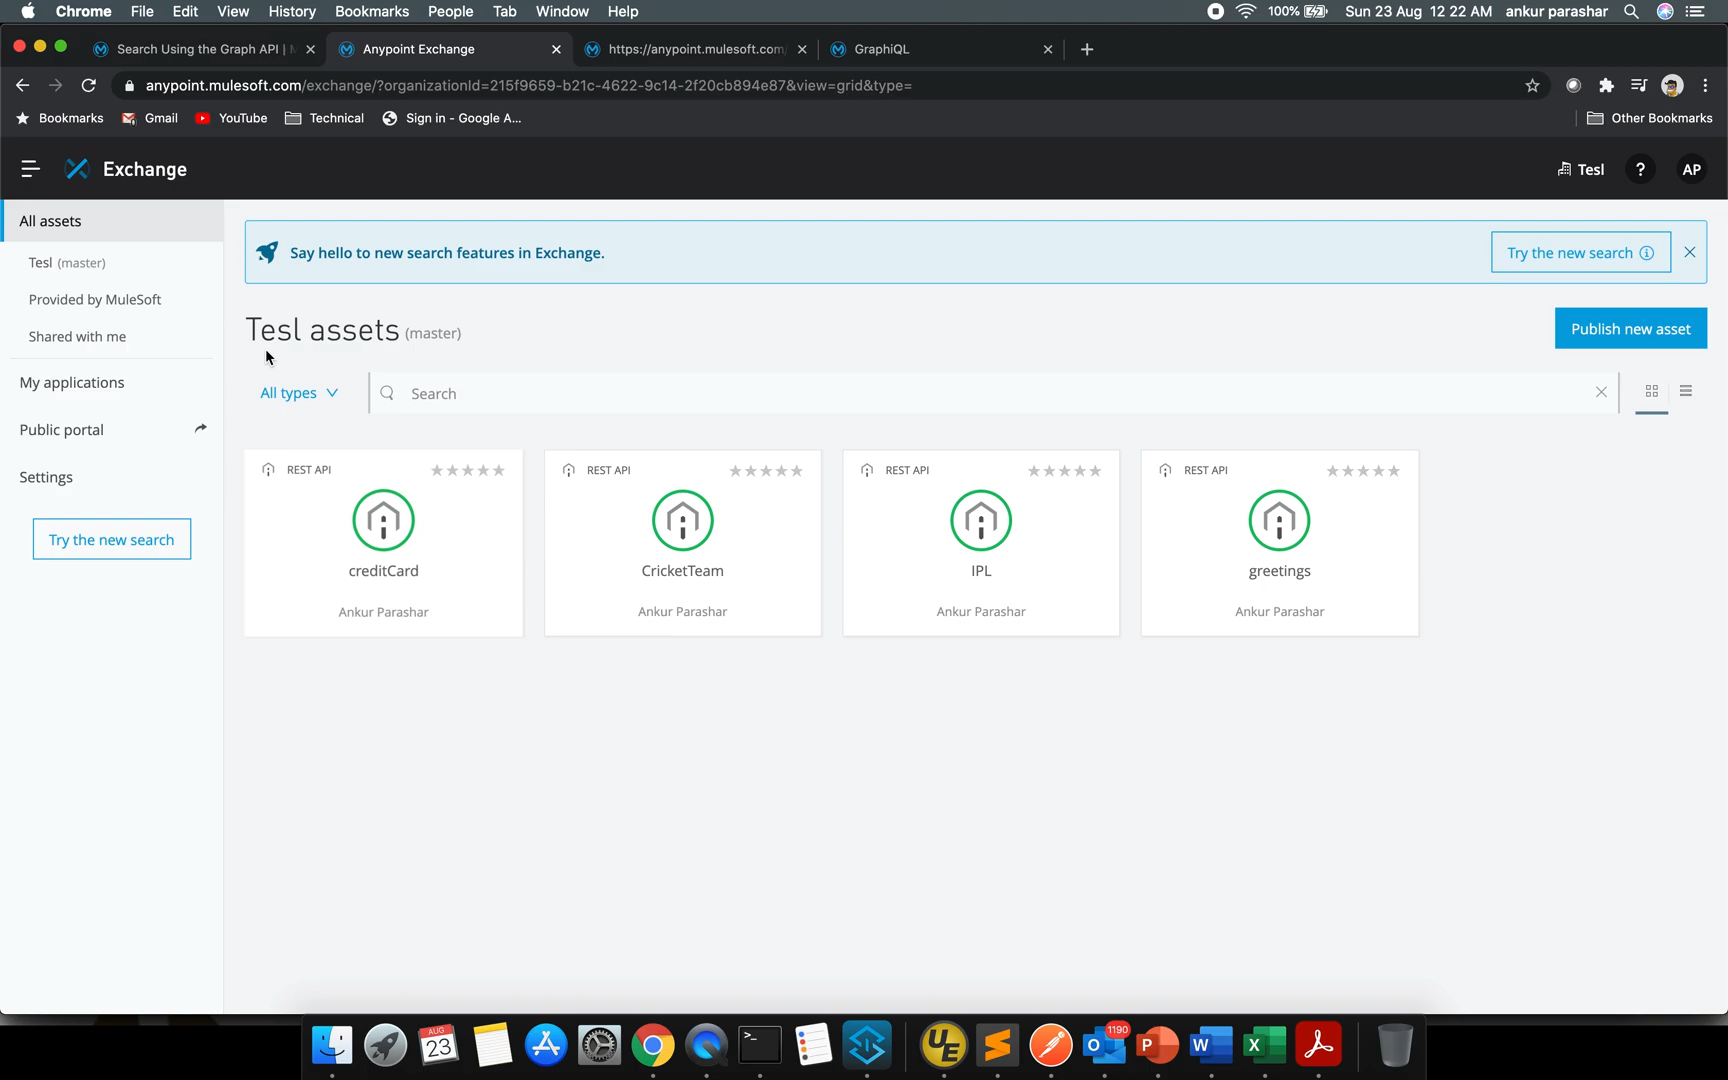 Chrome File Edit View History Bookmarks People Tab Window Help 100% Sun 23 Aug 12 22 AM ankur parashar
Search Using the Graph API | Anypoint Exchange https://anypoint.mulesoft.com/ GraphiQL
anypoint.mulesoft.com/exchange/?organizationId=215f9659-b21c-4622-9c14-2f20cb894e87&view=grid&type=
Bookmarks Gmail YouTube Technical Sign in - Google A... Other Bookmarks
Exchange Tesl ? AP
All assets
Say hello to new search features in Exchange. Try the new search
Tesl (master)
Provided by MuleSoft
Shared with me
Tesl assets (master) Publish new asset
My applications
All types Search
Public portal
Settings
Try the new search
REST API REST API REST API REST API
creditCard CricketTeam IPL greetings
Ankur Parashar Ankur Parashar Ankur Parashar Ankur Parashar
AUG
23
>_
UE
1190
O
P
W
X